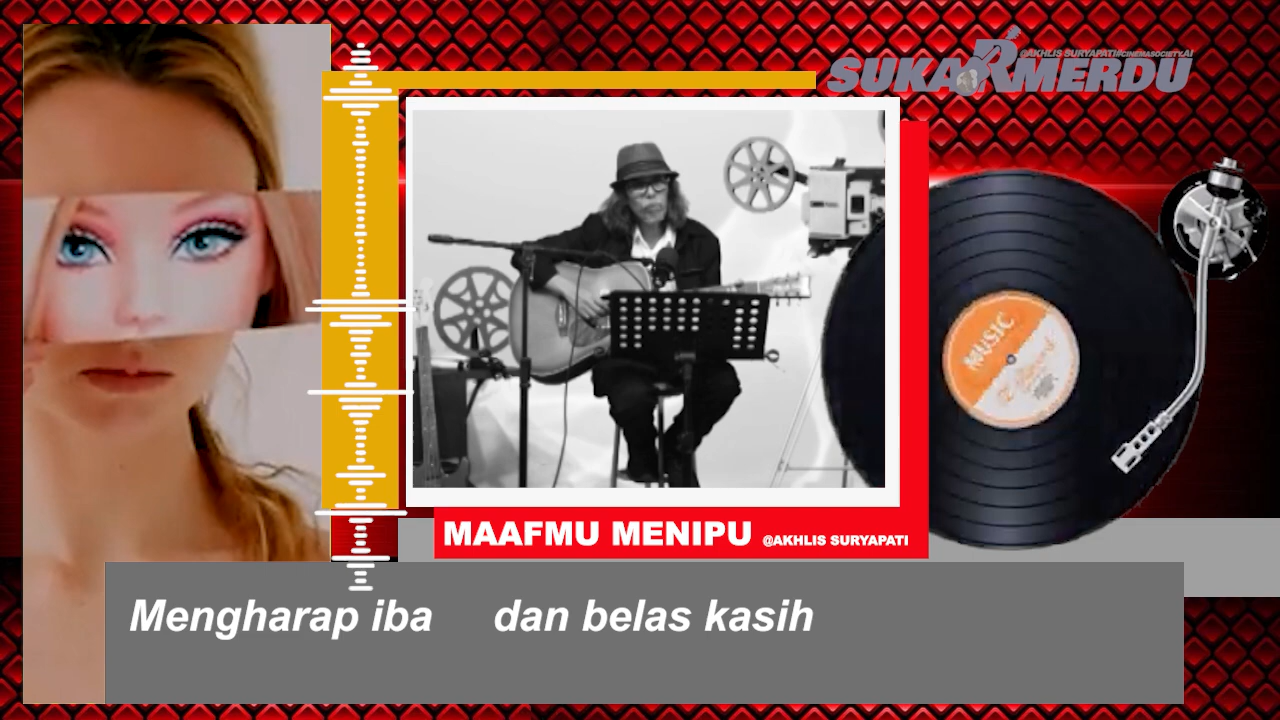 @AKHLIS SURYAPATI#CINEMASOCIETY.AI
SUKARMERDU
MUSIC
MAAFMU MENIPU @AKHLIS SURYAPATI
Mengharap iba dan belas kasih